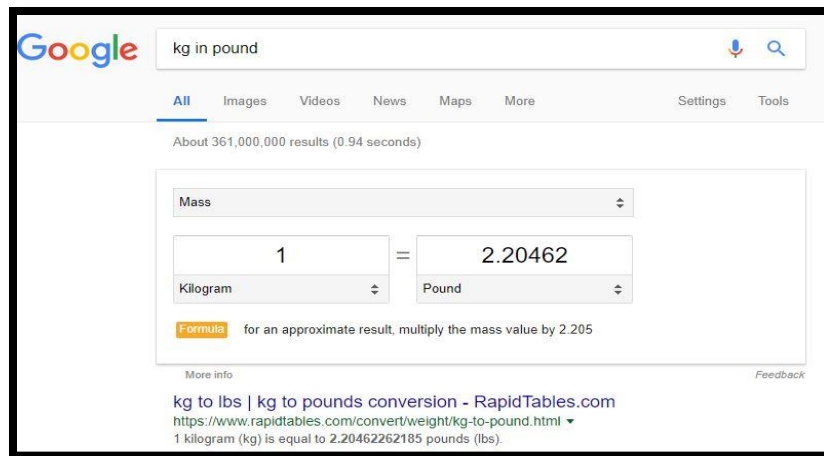 Google kg in pound
All Images Videos News Maps More Settings Tools
About 361,000,000 results (0.94 seconds)
Mass
1 = 2.20462
Kilogram Pound
Formula for an approximate result, multiply the mass value by 2.205
More info Feedback
kg to lbs | kg to pounds conversion - RapidTables.com
https://www.rapidtables.com/convert/weight/kg-to-pound.html
1 kilogram (kg) is equal to 2.20462262185 pounds (lbs).